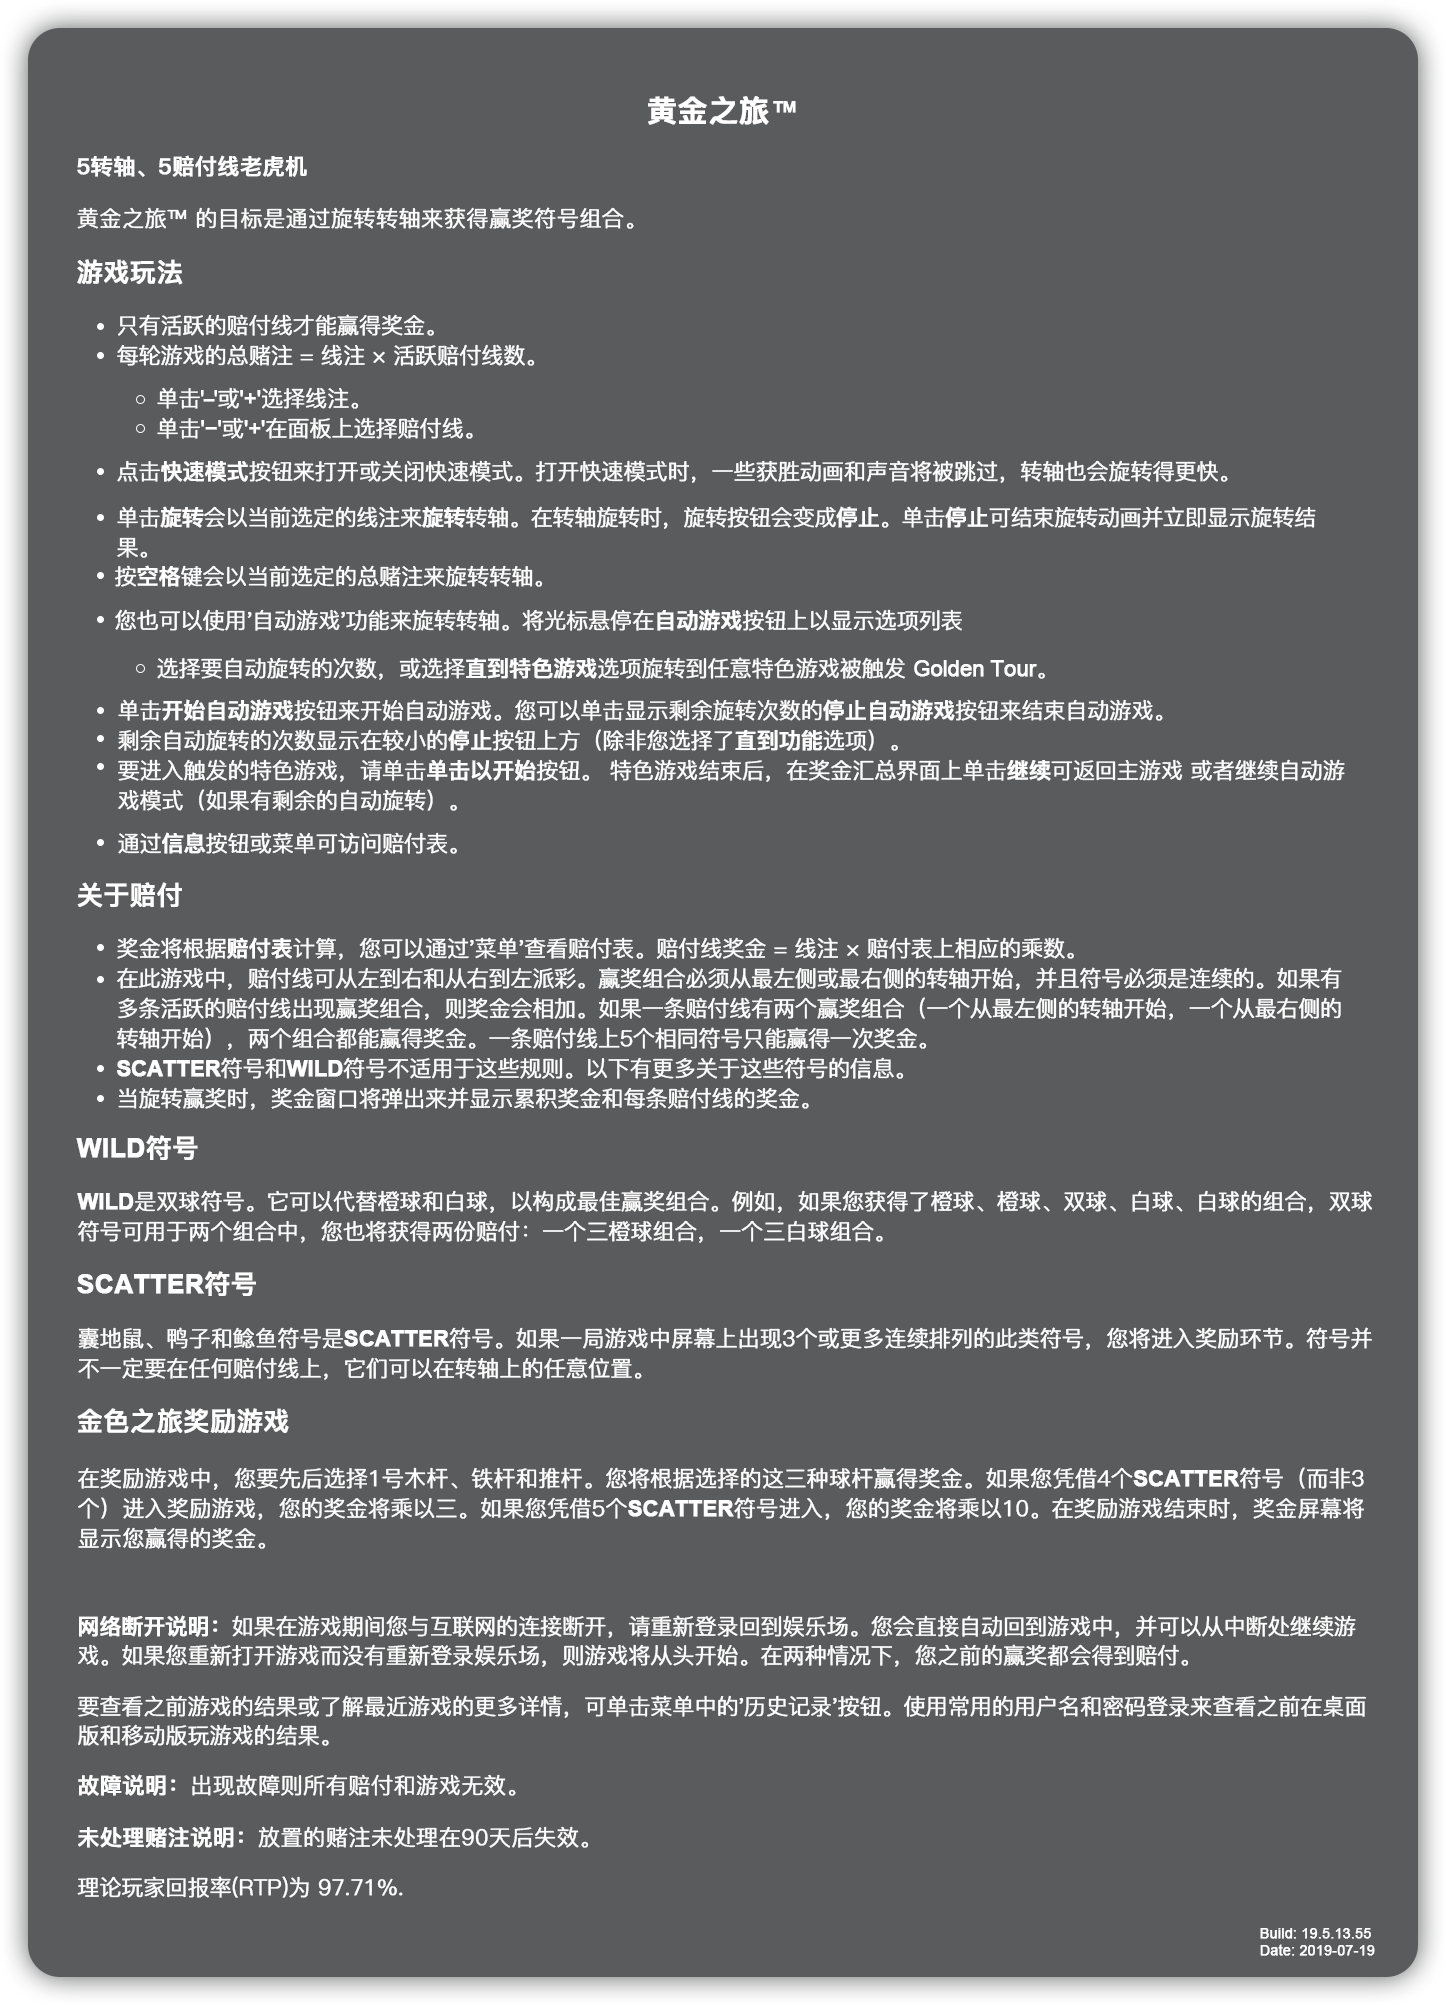 黄金之旅™
5转轴、5赔付线老虎机
黄金之旅™ 的目标是通过旋转转轴来获得赢奖符号组合。
游戏玩法
• 只有活跃的赔付线才能赢得奖金。
• 每轮游戏的总赌注 = 线注 × 活跃赔付线数。
○ 单击'–'或'+'选择线注。
○ 单击'−'或'+'在面板上选择赔付线。
• 点击快速模式按钮来打开或关闭快速模式。打开快速模式时，一些获胜动画和声音将被跳过，转轴也会旋转得更快。
• 单击旋转会以当前选定的线注来旋转转轴。在转轴旋转时，旋转按钮会变成停止。单击停止可结束旋转动画并立即显示旋转结
果。
• 按空格键会以当前选定的总赌注来旋转转轴。
• 您也可以使用'自动游戏'功能来旋转转轴。将光标悬停在自动游戏按钮上以显示选项列表
○ 选择要自动旋转的次数，或选择直到特色游戏选项旋转到任意特色游戏被触发 Golden Tour。
• 单击开始自动游戏按钮来开始自动游戏。您可以单击显示剩余旋转次数的停止自动游戏按钮来结束自动游戏。
• 剩余自动旋转的次数显示在较小的停止按钮上方（除非您选择了直到功能选项）。
• 要进入触发的特色游戏，请单击单击以开始按钮。 特色游戏结束后，在奖金汇总界面上单击继续可返回主游戏 或者继续自动游
戏模式（如果有剩余的自动旋转）。
• 通过信息按钮或菜单可访问赔付表。
关于赔付
• 奖金将根据赔付表计算，您可以通过'菜单'查看赔付表。赔付线奖金 = 线注 × 赔付表上相应的乘数。
• 在此游戏中，赔付线可从左到右和从右到左派彩。赢奖组合必须从最左侧或最右侧的转轴开始，并且符号必须是连续的。如果有
多条活跃的赔付线出现赢奖组合，则奖金会相加。如果一条赔付线有两个赢奖组合（一个从最左侧的转轴开始，一个从最右侧的
转轴开始），两个组合都能赢得奖金。一条赔付线上5个相同符号只能赢得一次奖金。
• SCATTER符号和WILD符号不适用于这些规则。以下有更多关于这些符号的信息。
• 当旋转赢奖时，奖金窗口将弹出来并显示累积奖金和每条赔付线的奖金。
WILD符号
WILD是双球符号。它可以代替橙球和白球，以构成最佳赢奖组合。例如，如果您获得了橙球、橙球、双球、白球、白球的组合，双球
符号可用于两个组合中，您也将获得两份赔付：一个三橙球组合，一个三白球组合。
SCATTER符号
囊地鼠、鸭子和鲶鱼符号是SCATTER符号。如果一局游戏中屏幕上出现3个或更多连续排列的此类符号，您将进入奖励环节。符号并
不一定要在任何赔付线上，它们可以在转轴上的任意位置。
金色之旅奖励游戏
在奖励游戏中，您要先后选择1号木杆、铁杆和推杆。您将根据选择的这三种球杆赢得奖金。如果您凭借4个SCATTER符号（而非3
个）进入奖励游戏，您的奖金将乘以三。如果您凭借5个SCATTER符号进入，您的奖金将乘以10。在奖励游戏结束时，奖金屏幕将
显示您赢得的奖金。
网络断开说明：如果在游戏期间您与互联网的连接断开，请重新登录回到娱乐场。您会直接自动回到游戏中，并可以从中断处继续游
戏。如果您重新打开游戏而没有重新登录娱乐场，则游戏将从头开始。在两种情况下，您之前的赢奖都会得到赔付。
要查看之前游戏的结果或了解最近游戏的更多详情，可单击菜单中的'历史记录'按钮。使用常用的用户名和密码登录来查看之前在桌面
版和移动版玩游戏的结果。
故障说明：出现故障则所有赔付和游戏无效。
未处理赌注说明：放置的赌注未处理在90天后失效。
理论玩家回报率(RTP)为 97.71%.
Build: 19.5.13.55
Date: 2019-07-19